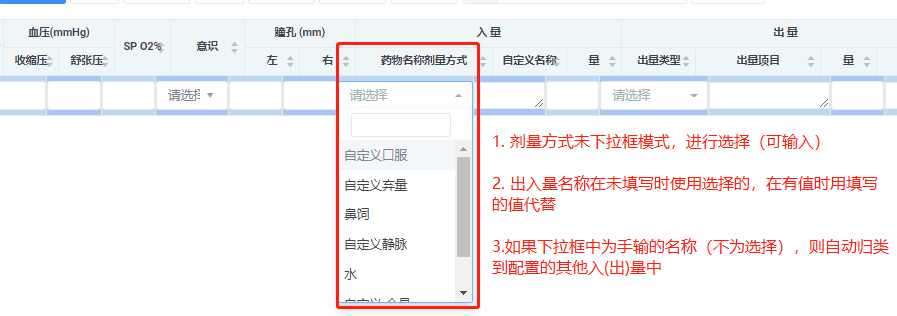 血压(mmHg)
SP O2%
意识
瞳孔 (mm)
入 量
出 量
收缩压
舒张压
左
右
药物名称剂量方式
自定义名称
量
出量类型
出量项目
量
请选择
请选择
请选择
自定义口服
自定义弃量
鼻饲
自定义静脉
水
1. 剂量方式未下拉框模式，进行选择（可输入）
2. 出入量名称在未填写时使用选择的，在有值时用填写
的值代替
3.如果下拉框中为手输的名称（不为选择），则自动归类
到配置的其他入(出)量中